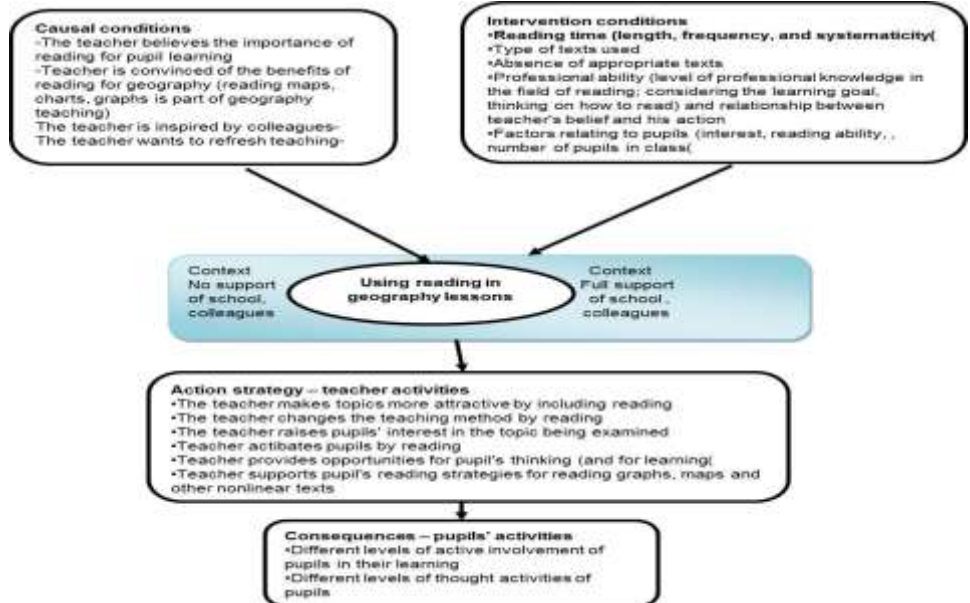 Causal conditions
-The teacher believes the importance of
reading for pupil learning
-Teacher is convinced of the benefits of
reading for geography (reading maps,
charts, graphs is part of geography
teaching)
The teacher is inspired by colleagues-
The teacher wants to refresh teaching-
Intervention conditions
•Reading time (length, frequency, and systematicity(
•Type of texts used
•Absence of appropriate texts
•Professional ability (level of professional knowledge in
the field of reading; considering the learning goal,
thinking on how to read) and relationship between
teacher's belief and his action
•Factors relating to pupils (interest, reading ability, ,
number of pupils in class(
Context
No support
of school,
colleagues
Using reading in
geography lessons
Context
Full support
of school ,
colleagues
Action strategy – teacher activities
•The teacher makes topics more attractive by including reading
•The teacher changes the teaching method by reading
•The teacher raises pupils' interest in the topic being examined
•Teacher actibates pupils by reading
•Teacher provides opportunities for pupil's thinking (and for learning(
•Teacher supports pupil's reading strategies for reading graphs, maps and
other nonlinear texts
Consequences – pupils' activities
•Different levels of active involvement of
pupils in their learning
•Different levels of thought activities of
pupils